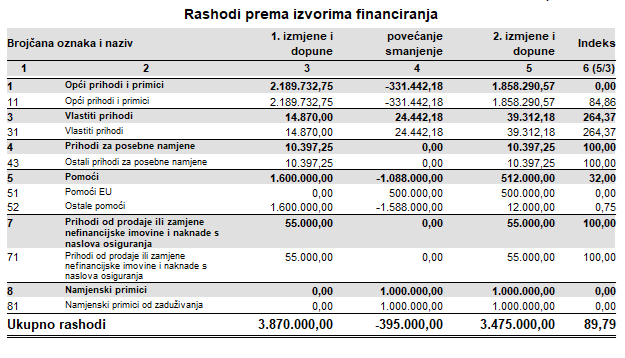 Rashodi prema izvorima financiranja
Brojčana oznaka i naziv 1. izmjene i dopune povećanje smanjenje 2. izmjene i dopune Indeks
1 2 3 4 5 6 (5/3)
1 Opći prihodi i primici 2.189.732,75 -331.442,18 1.858.290,57 0,00
11 Opći prihodi i primici 2.189.732,75 -331.442,18 1.858.290,57 84,86
3 Vlastiti prihodi 14.870,00 24.442,18 39.312,18 264,37
31 Vlastiti prihodi 14.870,00 24.442,18 39.312,18 264,37
4 Prihodi za posebne namjene 10.397,25 0,00 10.397,25 100,00
43 Ostali prihodi za posebne namjene 10.397,25 0,00 10.397,25 100,00
5 Pomoći 1.600.000,00 -1.088.000,00 512.000,00 32,00
51 Pomoći EU 0,00 500.000,00 500.000,00 0,00
52 Ostale pomoći 1.600.000,00 -1.588.000,00 12.000,00 0,75
7 Prihodi od prodaje ili zamjene 55.000,00 0,00 55.000,00 100,00
nefinancijske imovine i naknade s
naslova osiguranja
71 Prihodi od prodaje ili zamjene 55.000,00 0,00 55.000,00 100,00
nefinancijske imovine i naknade s
naslova osiguranja
8 Namjenski primici 0,00 1.000.000,00 1.000.000,00 0,00
81 Namjenski primici od zaduživanja 0,00 1.000.000,00 1.000.000,00 0,00
Ukupno rashodi 3.870.000,00 -395.000,00 3.475.000,00 89,79